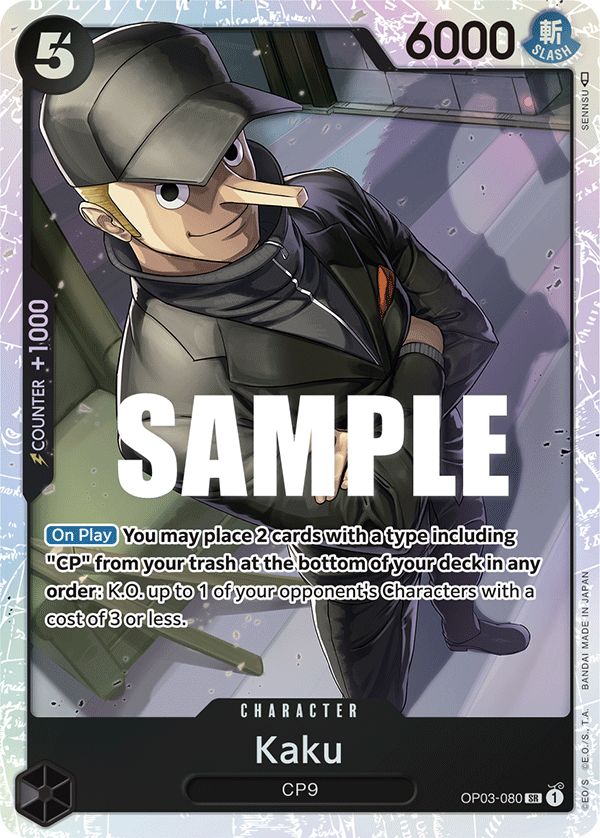 5
6000
斬
SLASH
SENNSU
COUNTER +1000
SAMPLE
On Play You may place 2 cards with a type including
"CP" from your trash at the bottom of your deck in any
order: K.O. up to 1 of your opponent's Characters with a
cost of 3 or less.
BANDAI MADE IN JAPAN
©E.O./S., T.A.
©EO/S
CHARACTER
Kaku
CP9
OP03-080 SR 1